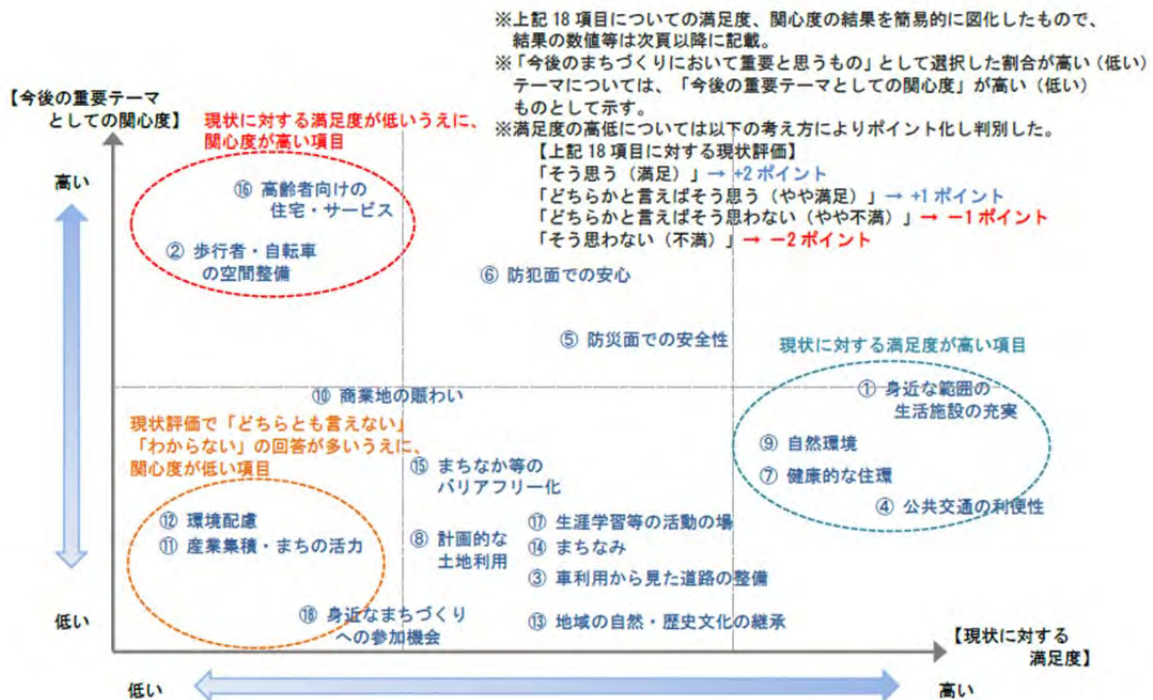 ※上記 18 項目についての満足度、関心度の結果を簡易的に図化したもので、
結果の数値等は次頁以降に記載。
※「今後のまちづくりにおいて重要と思うもの」として選択した割合が高い（低い）
テーマについては、「今後の重要テーマとしての関心度」が高い（低い）
ものとして示す。
※満足度の高低については以下の考え方によりポイント化し判別した。
【上記 18 項目に対する現状評価】
「そう思う（満足）」→ +2 ポイント
「どちらかと言えばそう思う（やや満足）」→ +1 ポイント
「どちらかと言えばそう思わない（やや不満）」→ －1 ポイント
「そう思わない（不満）」→ －2 ポイント
【今後の重要テーマ
としての関心度】
現状に対する満足度が低いうえに、
関心度が高い項目
高い
⑯ 高齢者向けの
住宅・サービス
② 歩行者・自転車
の空間整備
⑥ 防犯面での安心
⑤ 防災面での安全性
現状に対する満足度が高い項目
① 身近な範囲の
生活施設の充実
⑩ 商業地の賑わい
現状評価で「どちらとも言えない」
「わからない」の回答が多いうえに、
関心度が低い項目
⑨ 自然環境
⑮ まちなか等の
バリアフリー化
⑦ 健康的な住環
④ 公共交通の利便性
⑫ 環境配慮
⑪ 産業集積・まちの活力
⑧ 計画的な
土地利用
⑰ 生涯学習等の活動の場
⑭ まちなみ
③ 車利用から見た道路の整備
⑱ 身近なまちづくり
への参加機会
⑬ 地域の自然・歴史文化の継承
低い
【現状に対する
満足度】
低い
高い